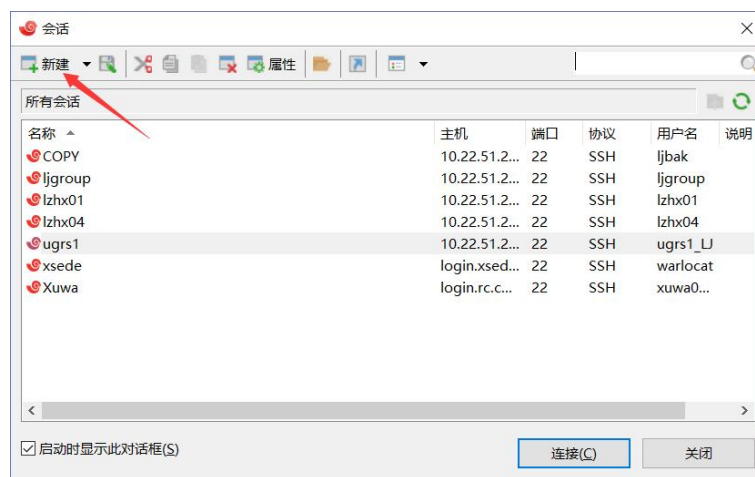 会话
新建 属性
所有会话
名称 主机 端口 协议 用户名 说明
COPY 10.22.51.2... 22 SSH ljbak
ljgroup 10.22.51.2... 22 SSH ljgroup
lzhx01 10.22.51.2... 22 SSH lzhx01
lzhx04 10.22.51.2... 22 SSH lzhx04
ugrs1 10.22.51.2... 22 SSH ugrs1_LJ
xsede login.xsed... 22 SSH warlocat
Xuwa login.rc.c... 22 SSH xuwa0...
启动时显示此对话框(S) 连接(C) 关闭